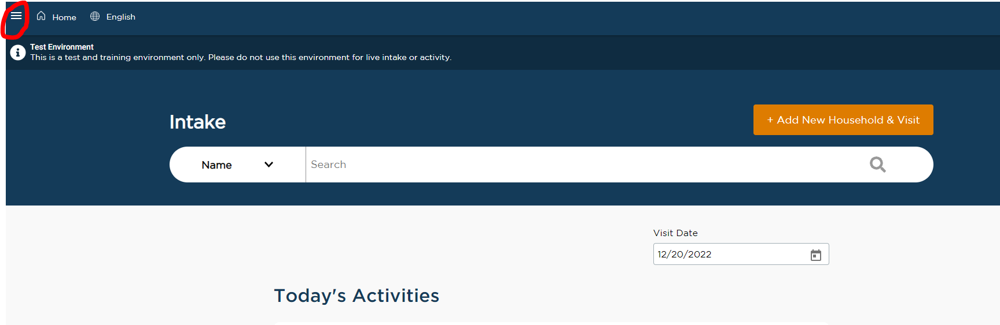 Home
English
Test Environment
This is a test and training environment only. Please do not use this environment for live intake or activity.
Intake
+ Add New Household & Visit
Name
Search
Visit Date
12/20/2022
Today's Activities